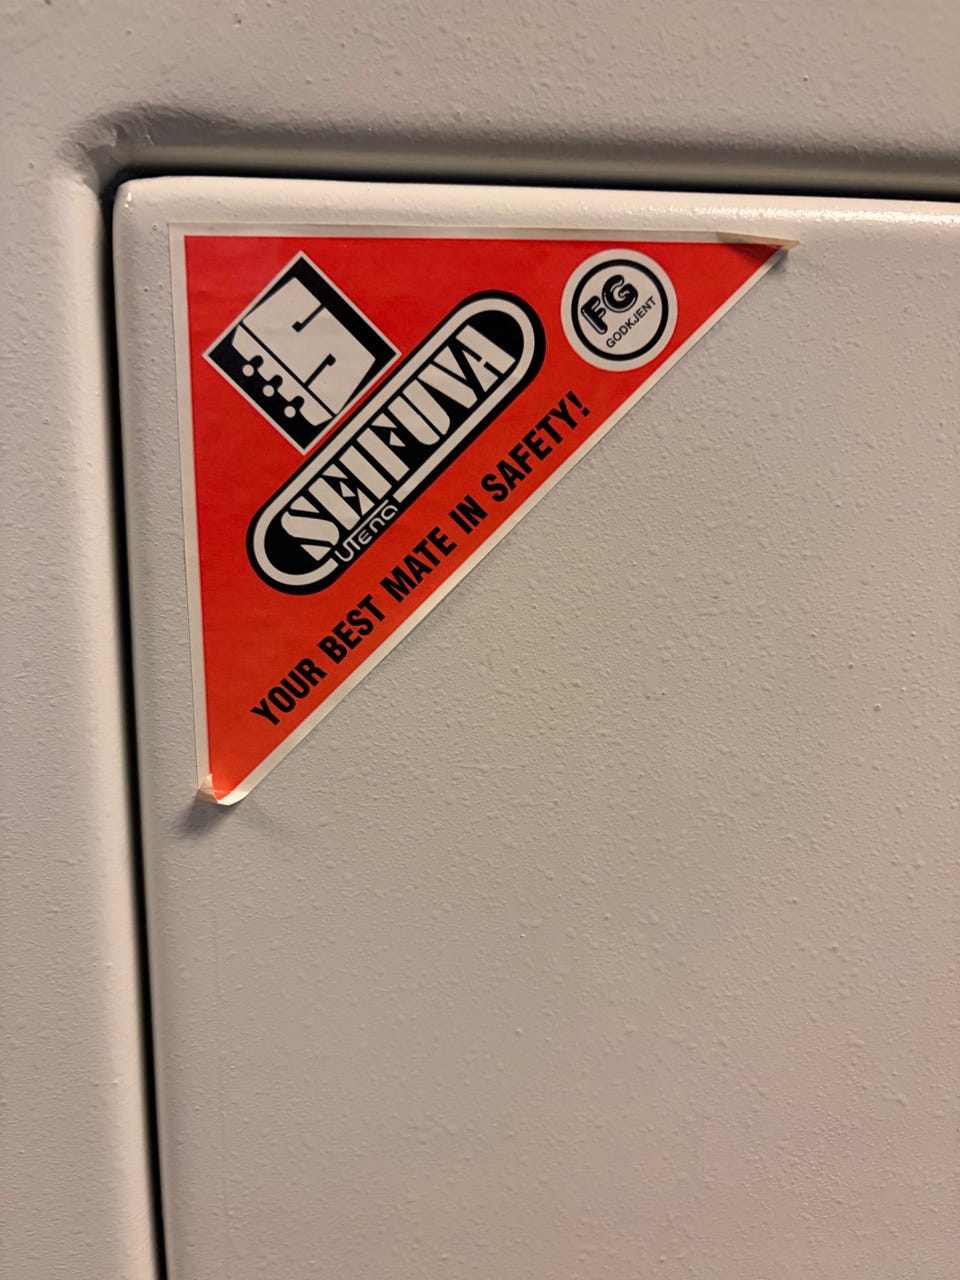 SEIFUVA
UTENA
FG
GODKJENT
YOUR BEST MATE IN SAFETY!